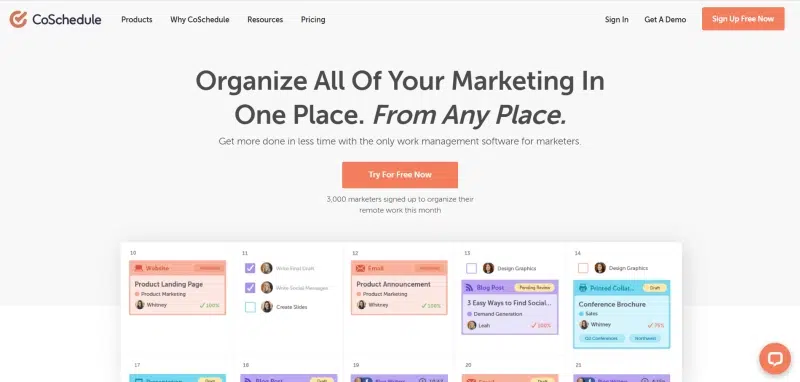 CoSchedule
Products Why CoSchedule Resources Pricing Sign In Get A Demo Sign Up Free Now
Organize All Of Your Marketing In
One Place. From Any Place.
Get more done in less time with the only work management software for marketers.
Try For Free Now
3,000 marketers signed up to organize their
remote work this month
10
Website
Product Landing Page
Product Marketing
Whitney 100%
11
Write Final Draft
Write Social Messages
Create Slides
12
Email
Product Announcement
Product Marketing
Whitney 100%
13
Design Graphics
Blog Post Pending Review
3 Easy Ways to Find Social...
Demand Generation
Leah 100%
14
Design Graphics
Printed Collat... Draft
Conference Brochure
Sales
Whitney 75%
Q3 Conferences Northwest
17
18
Blog Post Draft
19
20
Draft
21